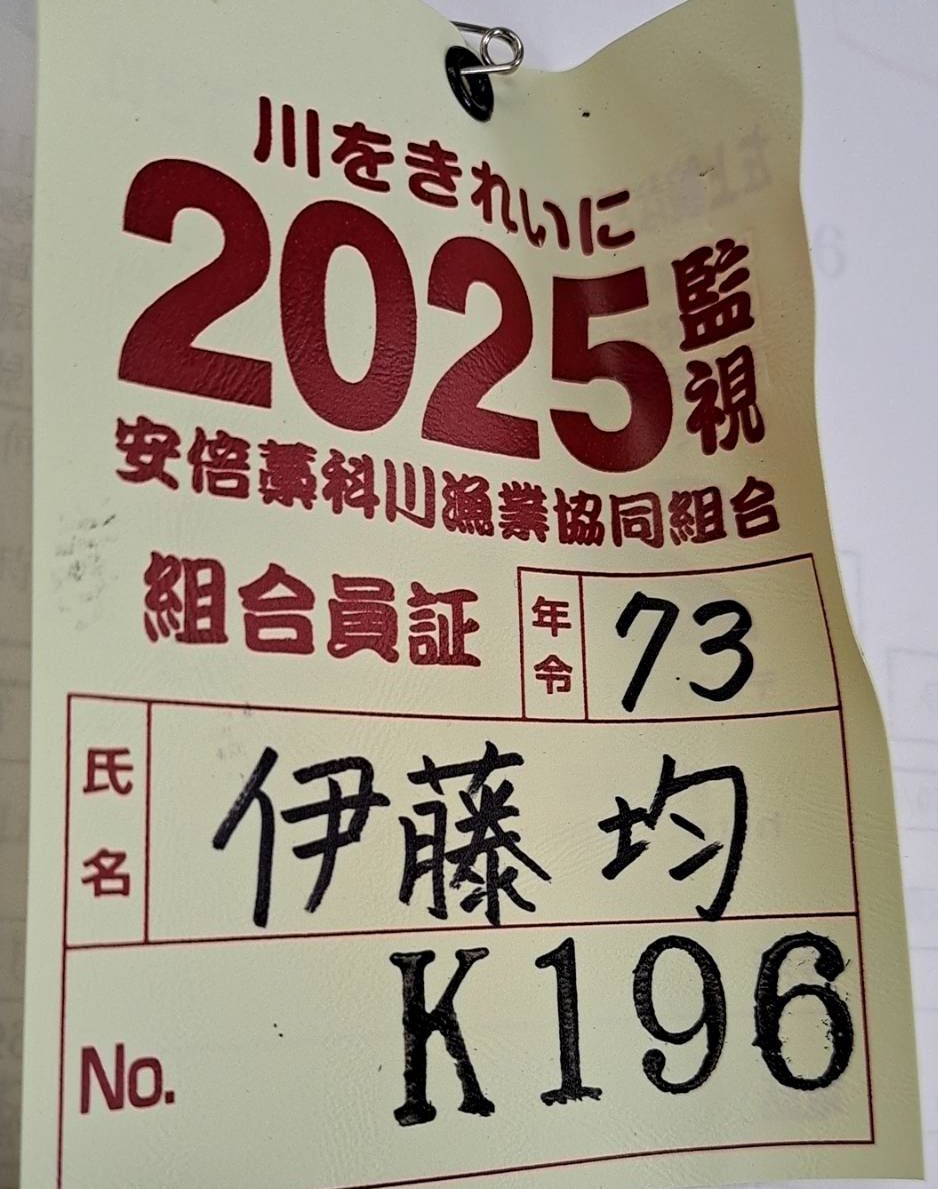 川をきれいに
2025 監視
安倍藁科川漁業協同組合
組合員証 年令 73
氏名 伊藤 均
No. K196